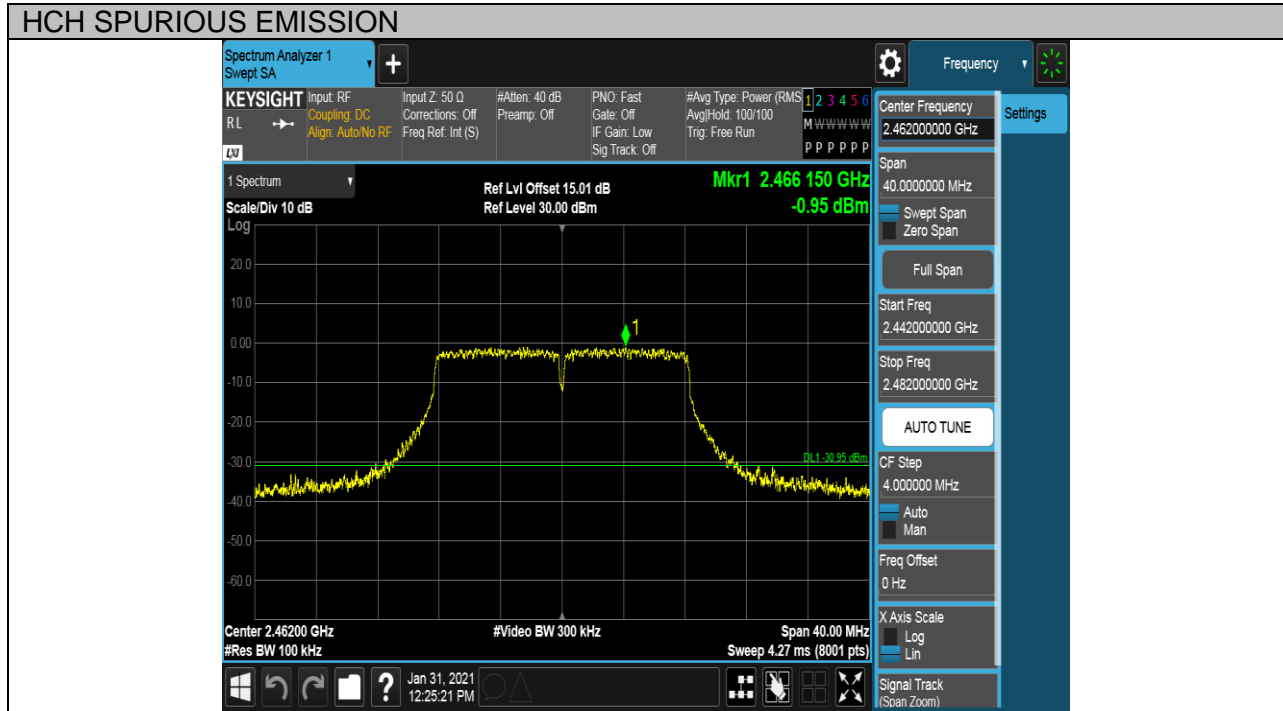 HCH SPURIOUS EMISSION
Spectrum Analyzer 1
Swept SA
+
Frequency
KEYSIGHT
RL
LXI
Input: RF
Coupling: DC
Align: Auto/No RF
Input Z: 50 Ω
Corrections: Off
Freq Ref: Int (S)
#Atten: 40 dB
Preamp: Off
PNO: Fast
Gate: Off
IF Gain: Low
Sig Track: Off
#Avg Type: Power (RMS
Avg|Hold: 100/100
Trig: Free Run
1 2 3 4 5 6
M W W W W W
P P P P P P
1 Spectrum
Scale/Div 10 dB
Log
Ref Lvl Offset 15.01 dB
Ref Level 30.00 dBm
Mkr1 2.466 150 GHz
-0.95 dBm
20.0
10.0
0.00
-10.0
-20.0
-30.0
-40.0
-50.0
-60.0
1
DL1 -30.95 dBm
Center 2.46200 GHz
#Res BW 100 kHz
#Video BW 300 kHz
Span 40.00 MHz
Sweep 4.27 ms (8001 pts)
Center Frequency
2.462000000 GHz
Settings
Span
40.0000000 MHz
Swept Span
Zero Span
Full Span
Start Freq
2.442000000 GHz
Stop Freq
2.482000000 GHz
AUTO TUNE
CF Step
4.000000 MHz
Auto
Man
Freq Offset
0 Hz
X Axis Scale
Log
Lin
Signal Track
(Span Zoom)
?
Jan 31, 2021
12:25:21 PM